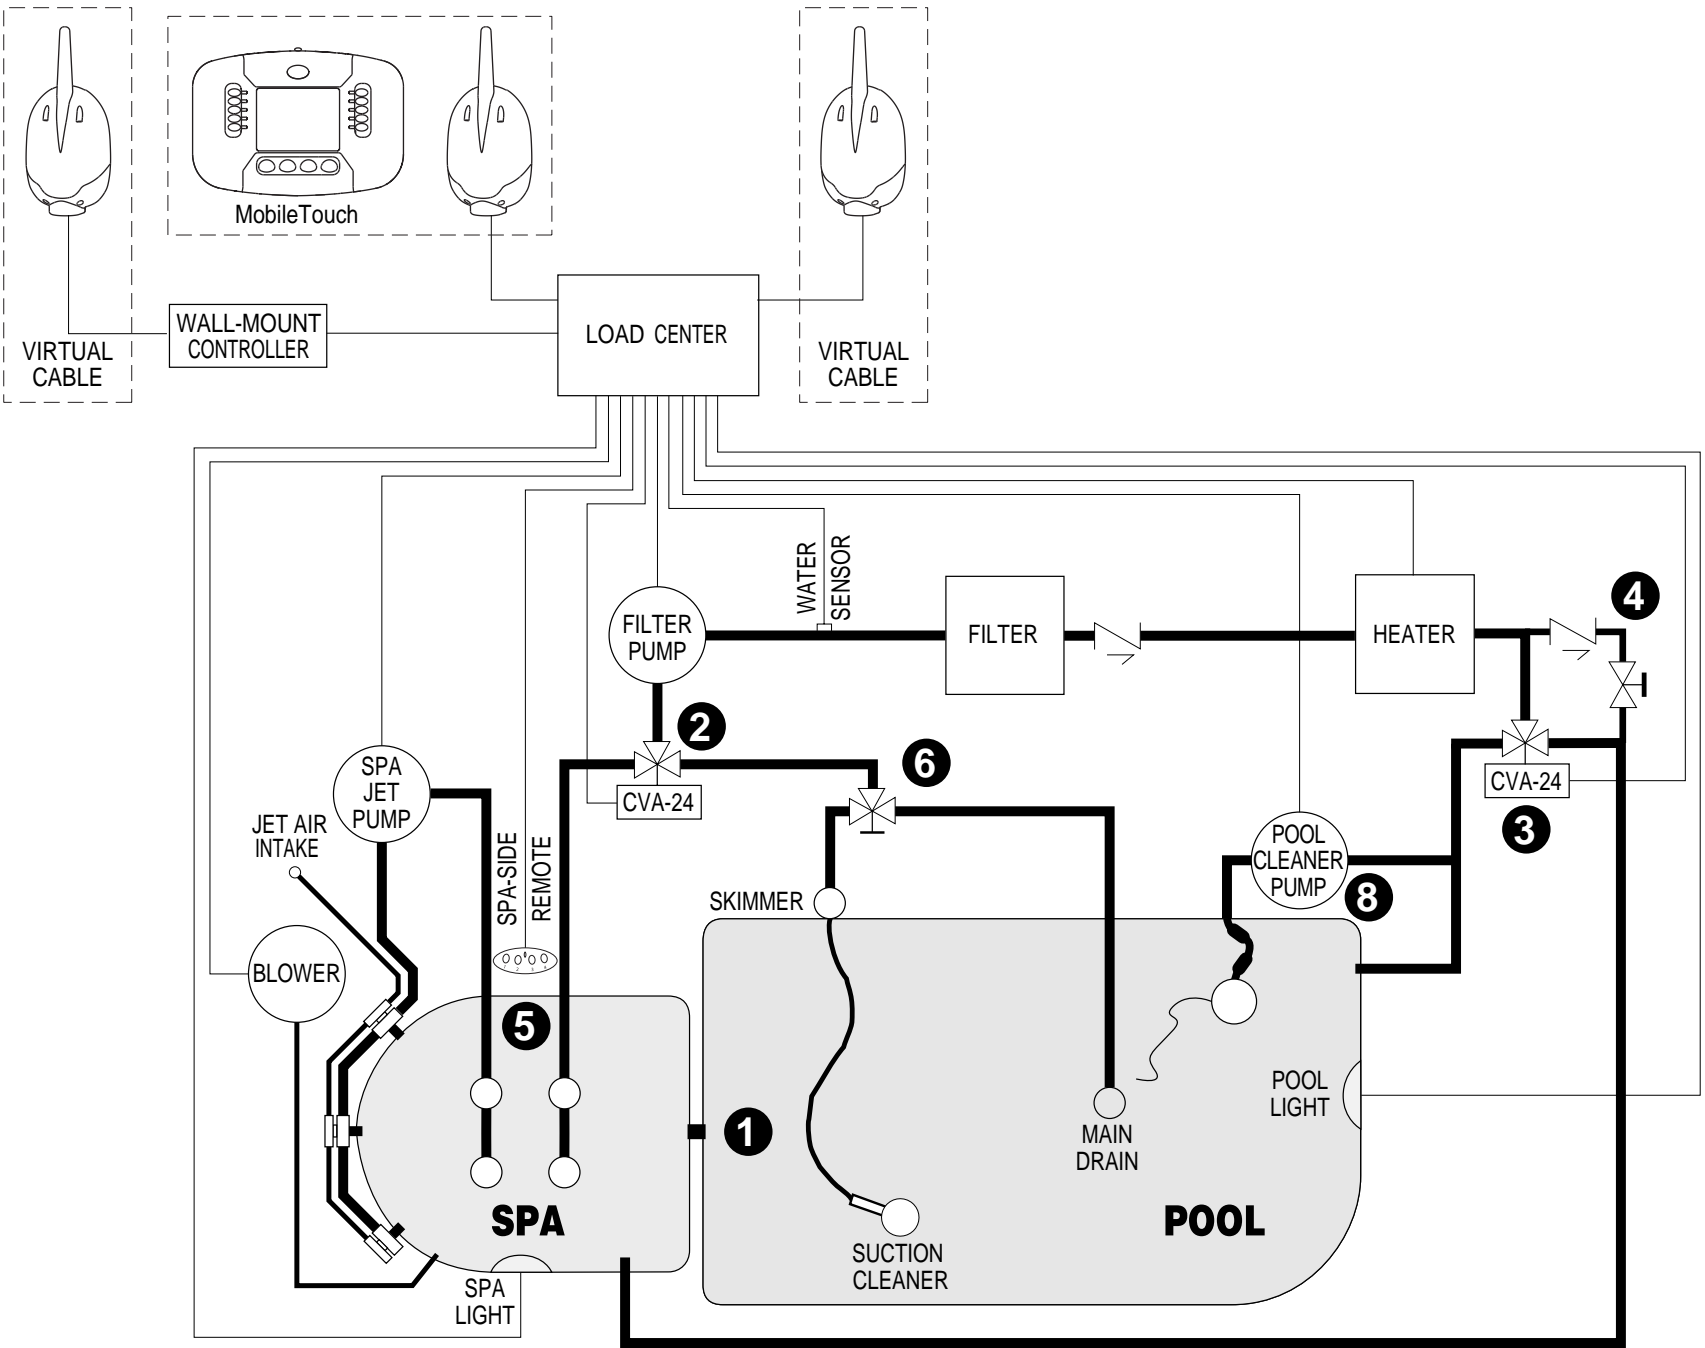 MobileTouch
WALL-MOUNT
CONTROLLER
LOAD CENTER
VIRTUAL
CABLE
VIRTUAL
CABLE
WATER
SENSOR
FILTER
PUMP
FILTER
HEATER
4
2
6
SPA
JET
PUMP
CVA-24
CVA-24
3
JET AIR
INTAKE
SPA-SIDE
REMOTE
POOL
CLEANER
PUMP
8
SKIMMER
BLOWER
5
1
POOL
LIGHT
MAIN
DRAIN
SPA
POOL
SUCTION
CLEANER
SPA
LIGHT